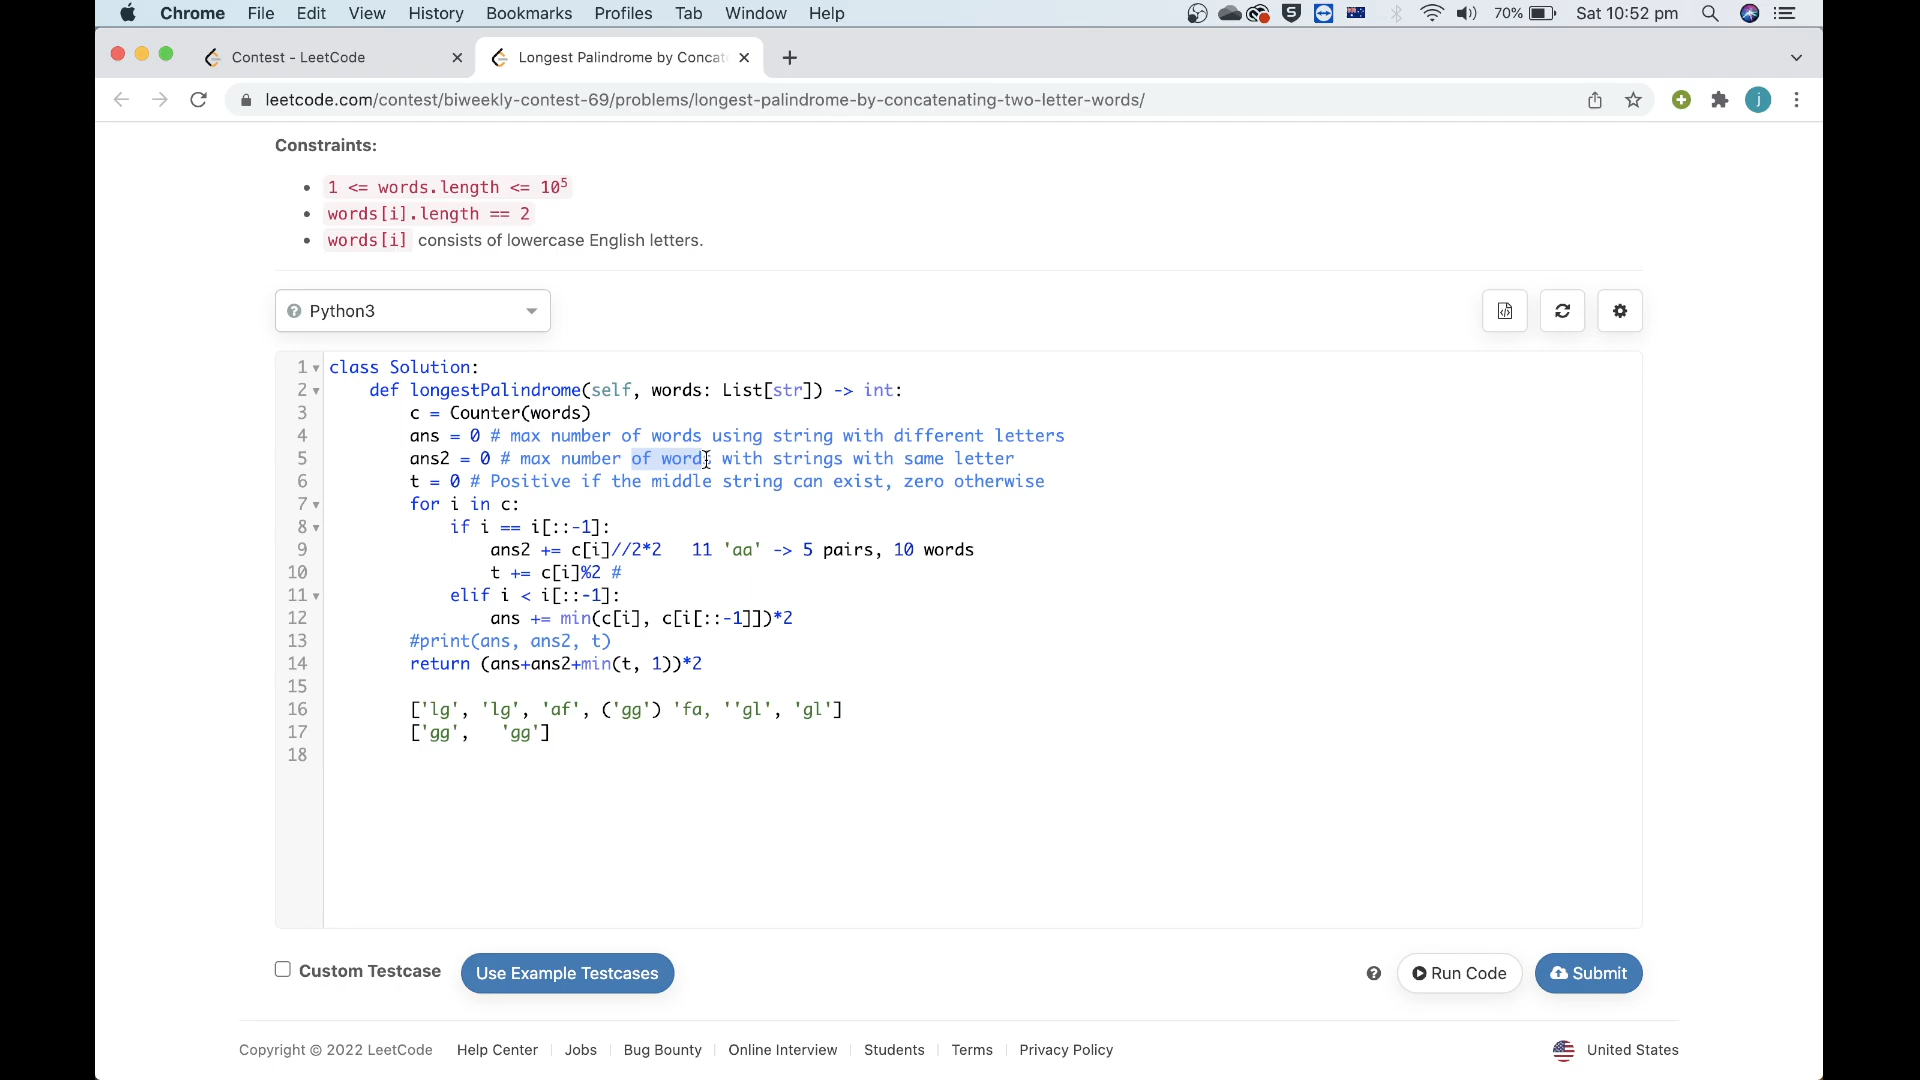 Chrome File Edit View History Bookmarks Profiles Tab Window Help 70% Sat 10:52 pm
Contest - LeetCode Longest Palindrome by Concat
leetcode.com/contest/biweekly-contest-69/problems/longest-palindrome-by-concatenating-two-letter-words/ j
Constraints:
• 1 <= words.length <= 10⁵
• words[i].length == 2
• words[i] consists of lowercase English letters.
Python3
1 class Solution:
2     def longestPalindrome(self, words: List[str]) -> int:
3         c = Counter(words)
4         ans = 0 # max number of words using string with different letters
5         ans2 = 0 # max number of words with strings with same letter
6         t = 0 # Positive if the middle string can exist, zero otherwise
7         for i in c:
8             if i == i[::-1]:
9                 ans2 += c[i]//2*2   11 'aa' -> 5 pairs, 10 words
10                 t += c[i]%2 #
11             elif i < i[::-1]:
12                 ans += min(c[i], c[i[::-1]])*2
13         #print(ans, ans2, t)
14         return (ans+ans2+min(t, 1))*2
15
16         ['lg', 'lg', 'af', ('gg') 'fa, ''gl', 'gl']
17         ['gg',   'gg']
18
Custom Testcase Use Example Testcases Run Code Submit
Copyright © 2022 LeetCode Help Center Jobs Bug Bounty Online Interview Students Terms Privacy Policy United States